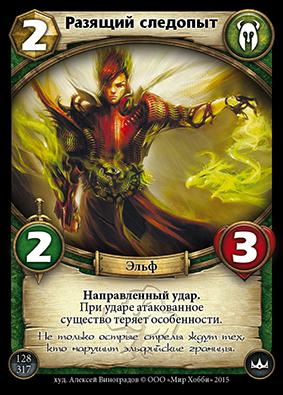 2
Разящий следопыт
2
3
Эльф
Направленный удар.
При ударе атакованное
существо теряет особенности.
Не только острые стрелы ждут тех,
кто нарушит эльфийские границы.
128
317
худ. Алексей Виноградов © ООО «Мир Хобби» 2015